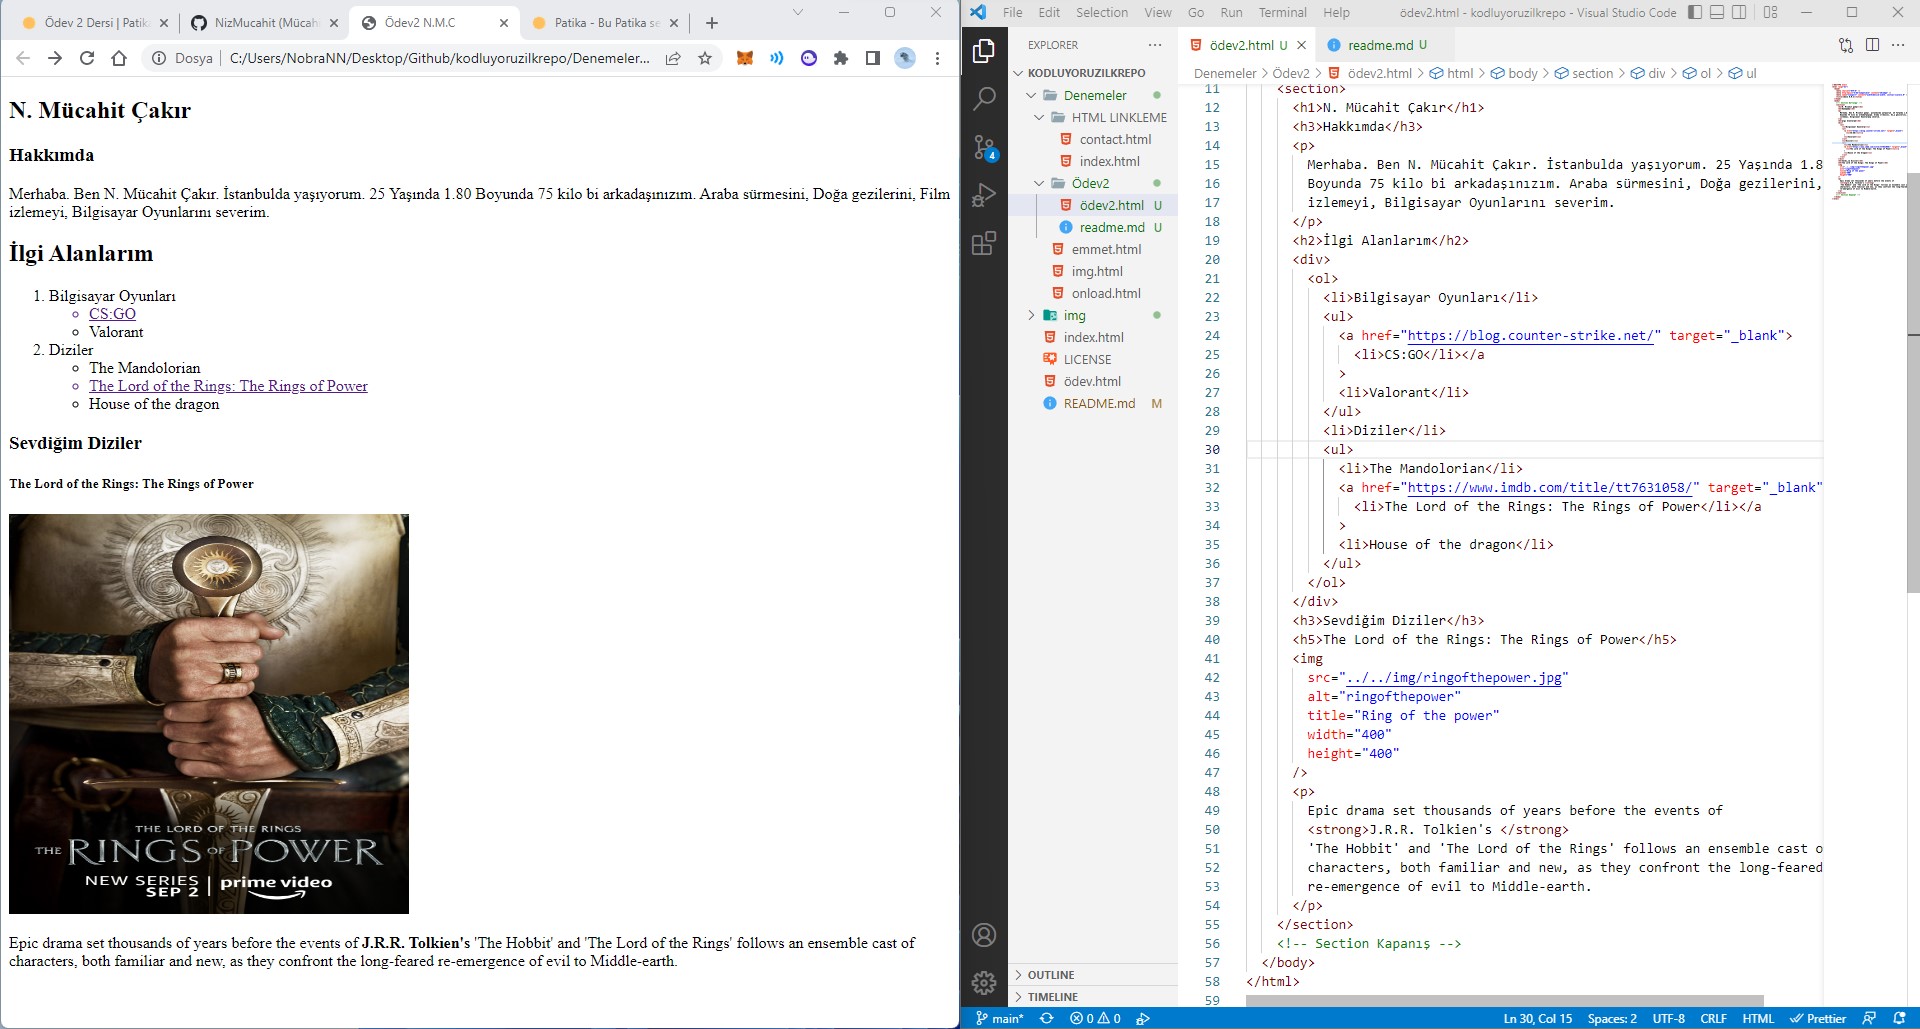 Ödev 2 Dersi | Patik
NizMucahit (Mücah
Ödev2 N.M.C
Patika - Bu Patika se
Dosya
C:/Users/NobraNN/Desktop/Github/kodluyoruzilkrepo/Denemeler...
N. Mücahit Çakır
Hakkımda
Merhaba. Ben N. Mücahit Çakır. İstanbulda yaşıyorum. 25 Yaşında 1.80 Boyunda 75 kilo bi arkadaşınızım. Araba sürmesini, Doğa gezilerini, Film
izlemeyi, Bilgisayar Oyunlarını severim.
İlgi Alanlarım
1. Bilgisayar Oyunları
CS:GO
Valorant
2. Diziler
The Mandolorian
The Lord of the Rings: The Rings of Power
House of the dragon
Sevdiğim Diziler
The Lord of the Rings: The Rings of Power
THE LORD OF THE RINGS
THE RINGS OF POWER
NEW SERIES
SEP 2
prime video
Epic drama set thousands of years before the events of J.R.R. Tolkien's 'The Hobbit' and 'The Lord of the Rings' follows an ensemble cast of
characters, both familiar and new, as they confront the long-feared re-emergence of evil to Middle-earth.
File Edit Selection View Go Run Terminal Help
ödev2.html - kodluyoruzilkrepo - Visual Studio Code
EXPLORER
KODLUYORUZILKREPO
Denemeler
HTML LINKLEME
contact.html
index.html
Ödev2
ödev2.html U
readme.md U
emmet.html
img.html
onload.html
img
index.html
LICENSE
ödev.html
README.md M
4
OUTLINE
TIMELINE
ödev2.html U
readme.md U
Denemeler > Ödev2 > ödev2.html > html > body > section > div > ol > ul
11 <section>
12 <h1>N. Mücahit Çakır</h1>
13 <h3>Hakkımda</h3>
14 <p>
15 Merhaba. Ben N. Mücahit Çakır. İstanbulda yaşıyorum. 25 Yaşında 1.8
16 Boyunda 75 kilo bi arkadaşınızım. Araba sürmesini, Doğa gezilerini,
17 izlemeyi, Bilgisayar Oyunlarını severim.
18 </p>
19 <h2>İlgi Alanlarım</h2>
20 <div>
21 <ol>
22 <li>Bilgisayar Oyunları</li>
23 <ul>
24 <a href="https://blog.counter-strike.net/" target="_blank">
25 <li>CS:GO</li></a
26 >
27 <li>Valorant</li>
28 </ul>
29 <li>Diziler</li>
30 <ul>
31 <li>The Mandolorian</li>
32 <a href="https://www.imdb.com/title/tt7631058/" target="_blank"
33 <li>The Lord of the Rings: The Rings of Power</li></a
34 >
35 <li>House of the dragon</li>
36 </ul>
37 </ol>
38 </div>
39 <h3>Sevdiğim Diziler</h3>
40 <h5>The Lord of the Rings: The Rings of Power</h5>
41 <img
42 src="../../img/ringofthepower.jpg"
43 alt="ringofthepower"
44 title="Ring of the power"
45 width="400"
46 height="400"
47 />
48 <p>
49 Epic drama set thousands of years before the events of
50 <strong>J.R.R. Tolkien's </strong>
51 'The Hobbit' and 'The Lord of the Rings' follows an ensemble cast o
52 characters, both familiar and new, as they confront the long-feared
53 re-emergence of evil to Middle-earth.
54 </p>
55 </section>
56 <!-- Section Kapanış -->
57 </body>
58 </html>
59
main* 0 0
Ln 30, Col 15 Spaces: 2 UTF-8 CRLF HTML Prettier